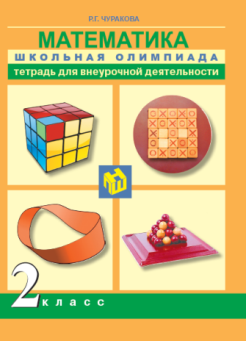 Р.Г. ЧУРАКОВА
МАТЕМАТИКА
ШКОЛЬНАЯ ОЛИМПИАДА
тетрадь для внеурочной деятельности
2 класс